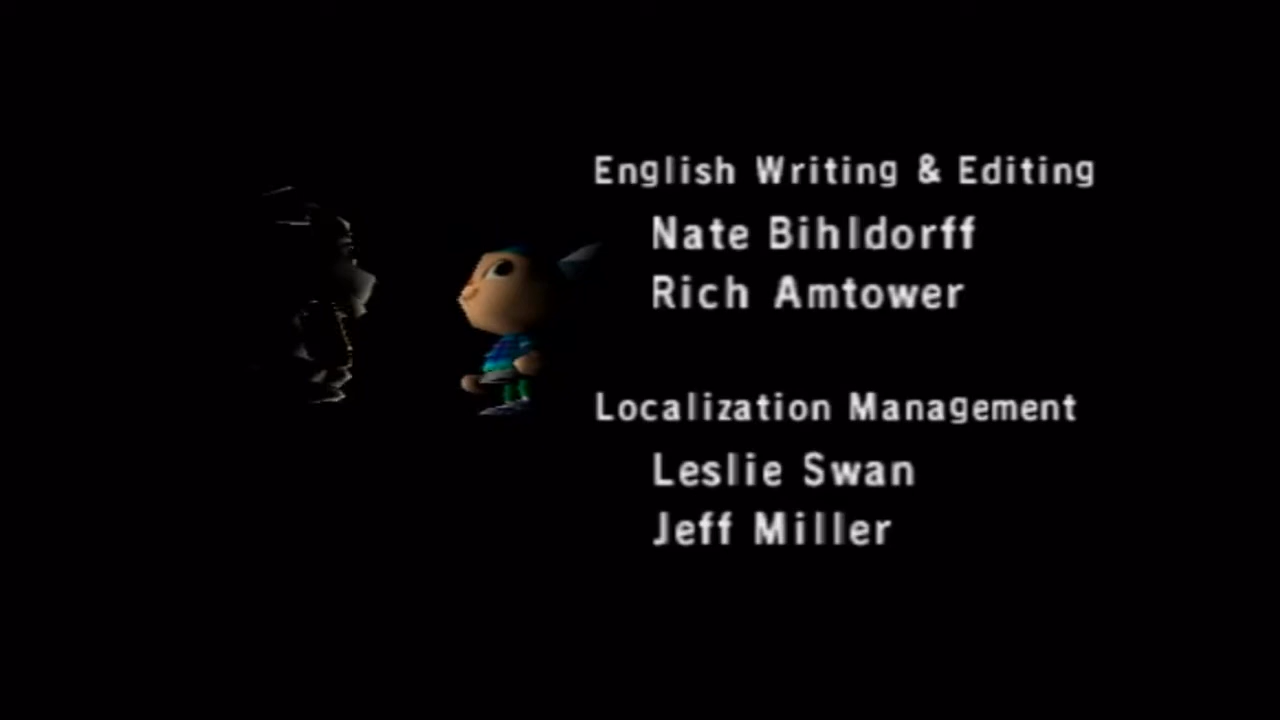 English Writing & Editing
Nate Bihldorff
Rich Amtower
Localization Management
Leslie Swan
Jeff Miller